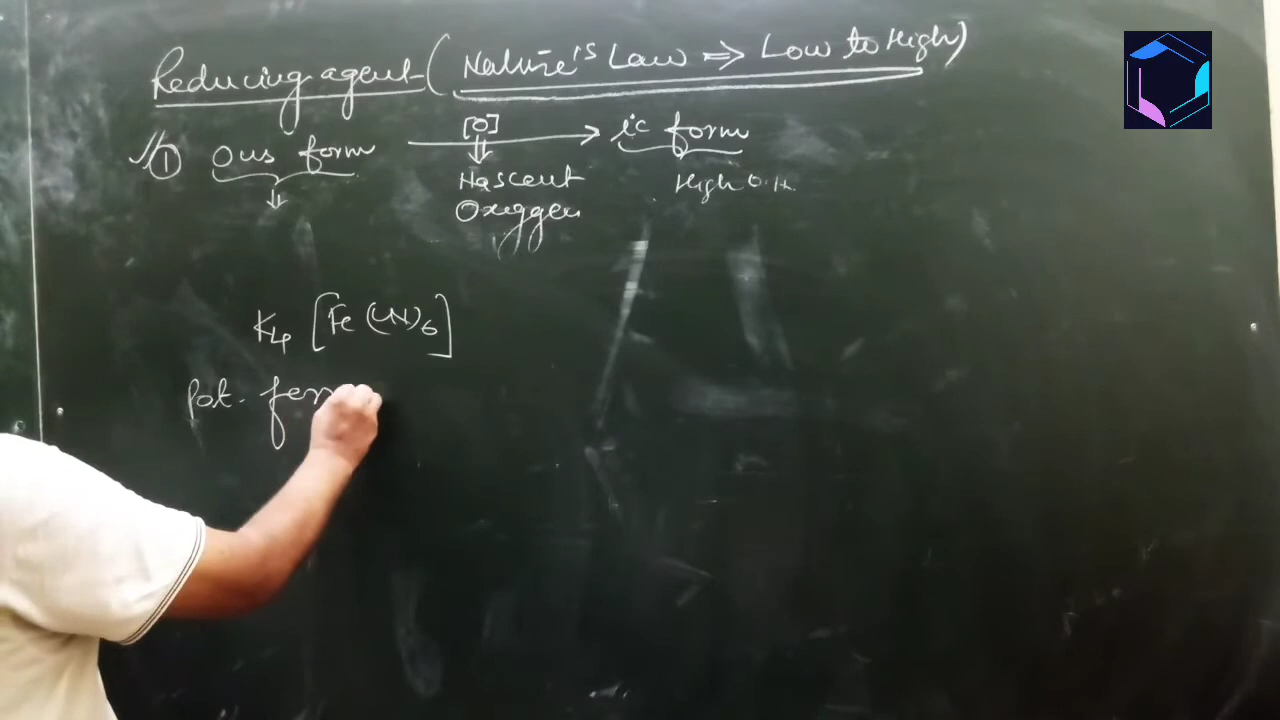 Reducing agent (Nature's Law ⇒ Low to High)
① Ous form [O] → ic form
⇓ ⇓ High O.N.
Nascent
Oxyggen
K4 [Fe(CN)6]
Pot. ferr